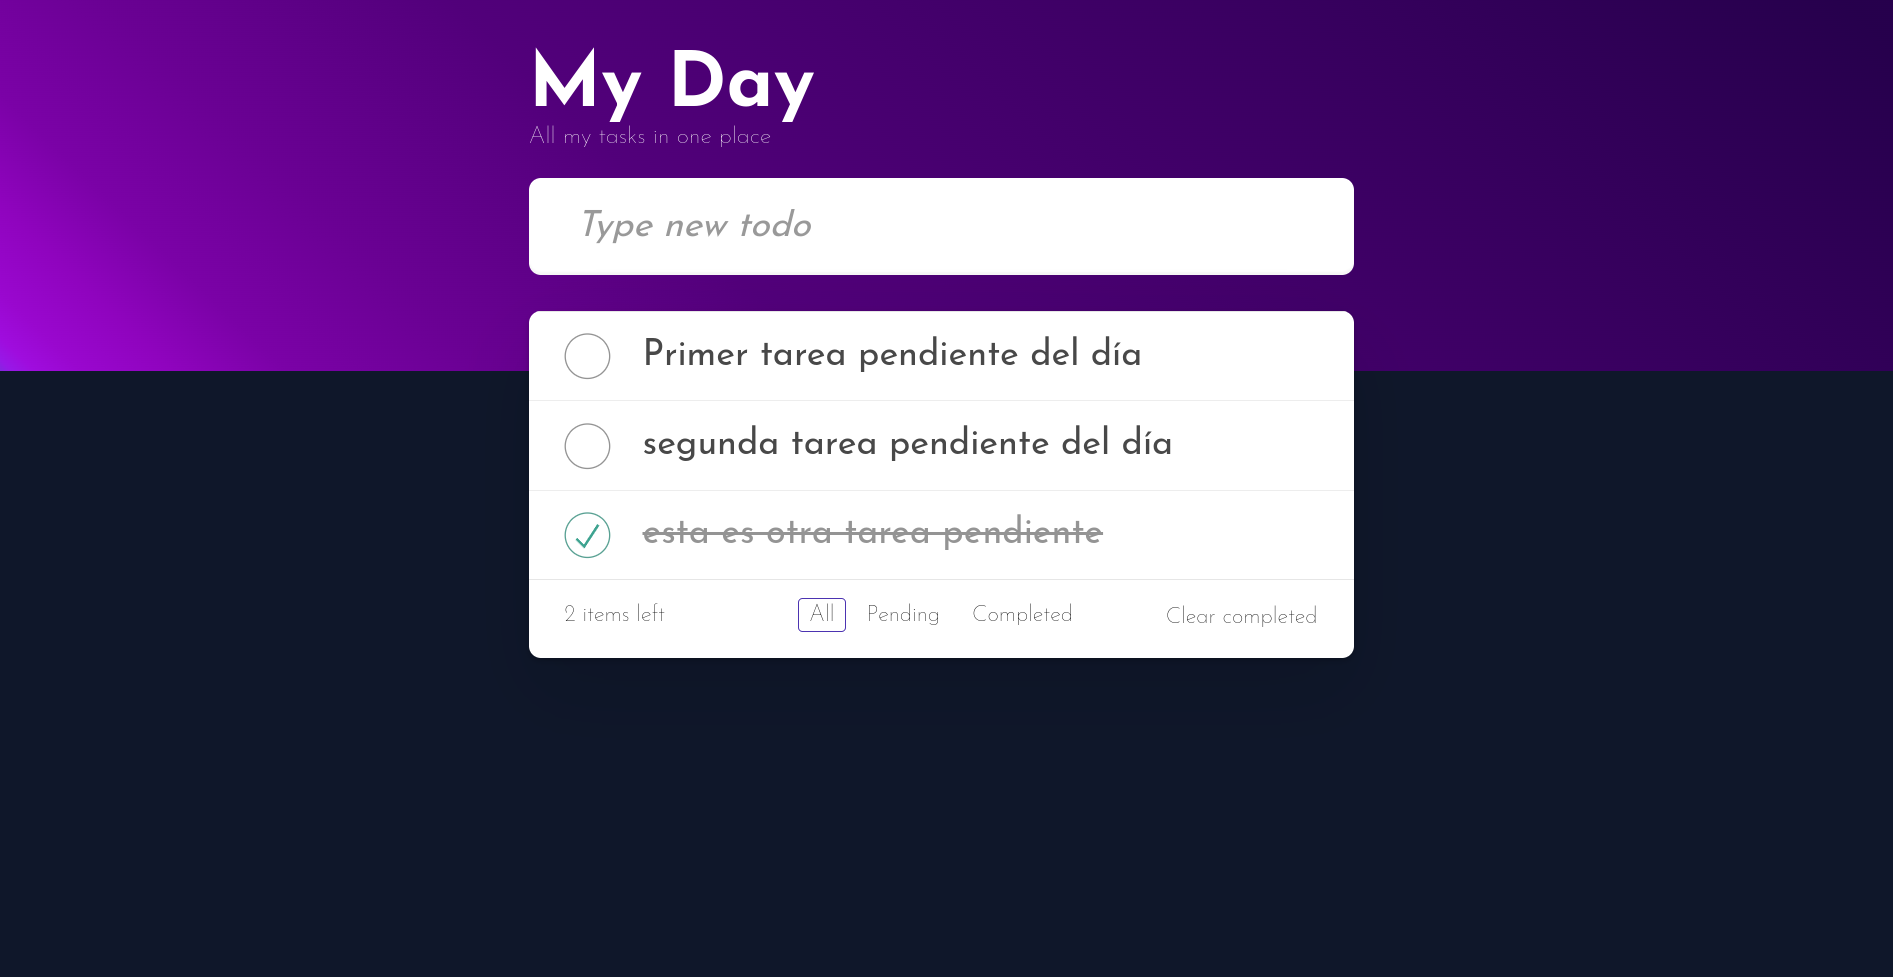 My Day
All my tasks in one place
Type new todo
Primer tarea pendiente del día
segunda tarea pendiente del día
esta es otra tarea pendiente
2 items left All Pending Completed Clear completed